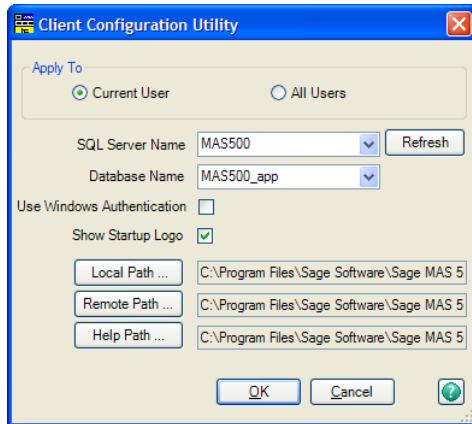 Client Configuration Utility
Apply To
Current User
All Users
SQL Server Name
MAS500
Refresh
Database Name
MAS500_app
Use Windows Authentication
Show Startup Logo
Local Path ...
C:\Program Files\Sage Software\Sage MAS 5
Remote Path ...
C:\Program Files\Sage Software\Sage MAS 5
Help Path ...
C:\Program Files\Sage Software\Sage MAS 5
OK
Cancel
?